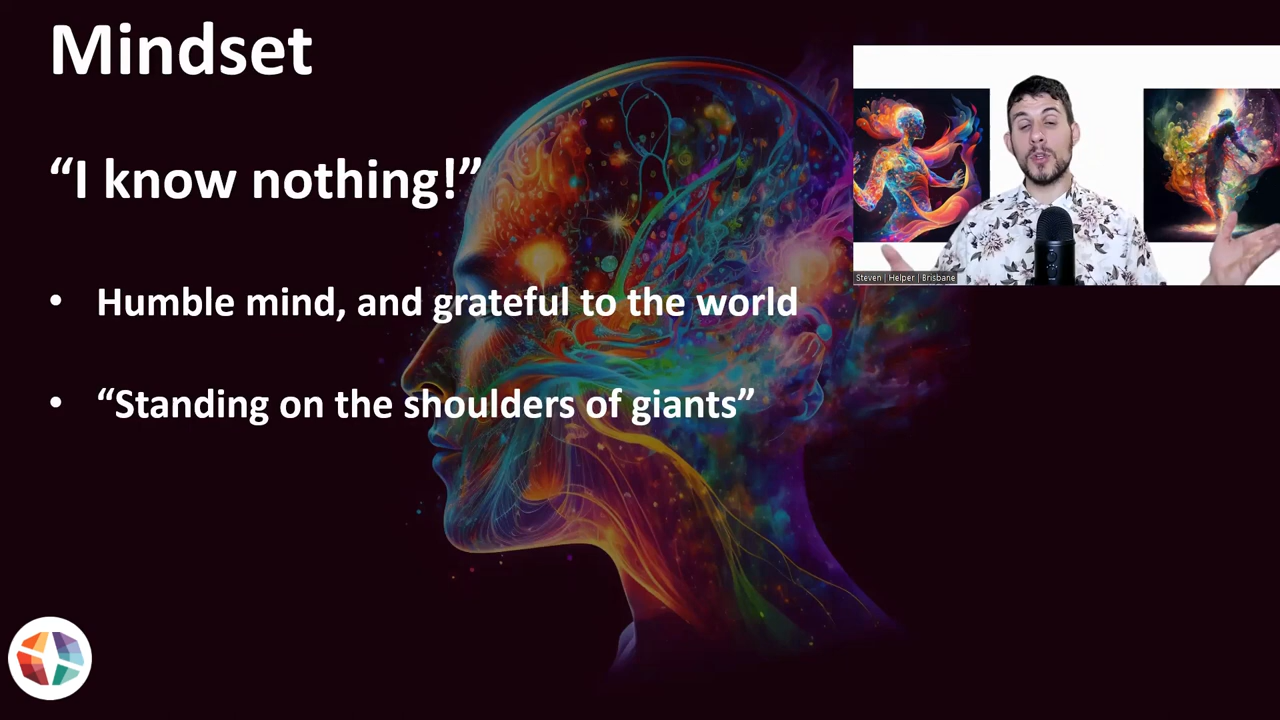 Mindset
“I know nothing!”
• Humble mind, and grateful to the world
• “Standing on the shoulders of giants”
Steven | Helper | Brisbane